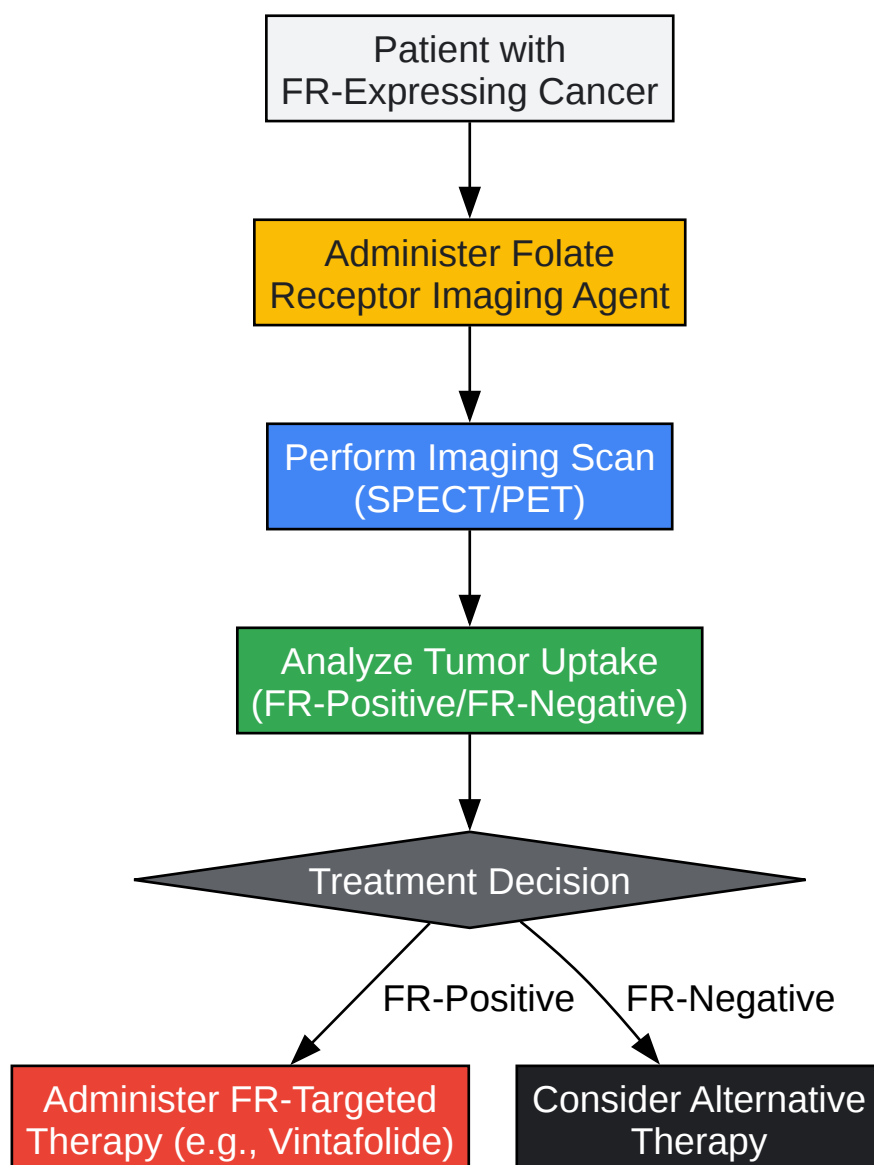 Patient with
FR-Expressing Cancer
Administer Folate
Receptor Imaging Agent
Perform Imaging Scan
(SPECT/PET)
Analyze Tumor Uptake
(FR-Positive/FR-Negative)
Treatment Decision
FR-Positive
FR-Negative
Administer FR-Targeted
Therapy (e.g., Vintafolide)
Consider Alternative
Therapy